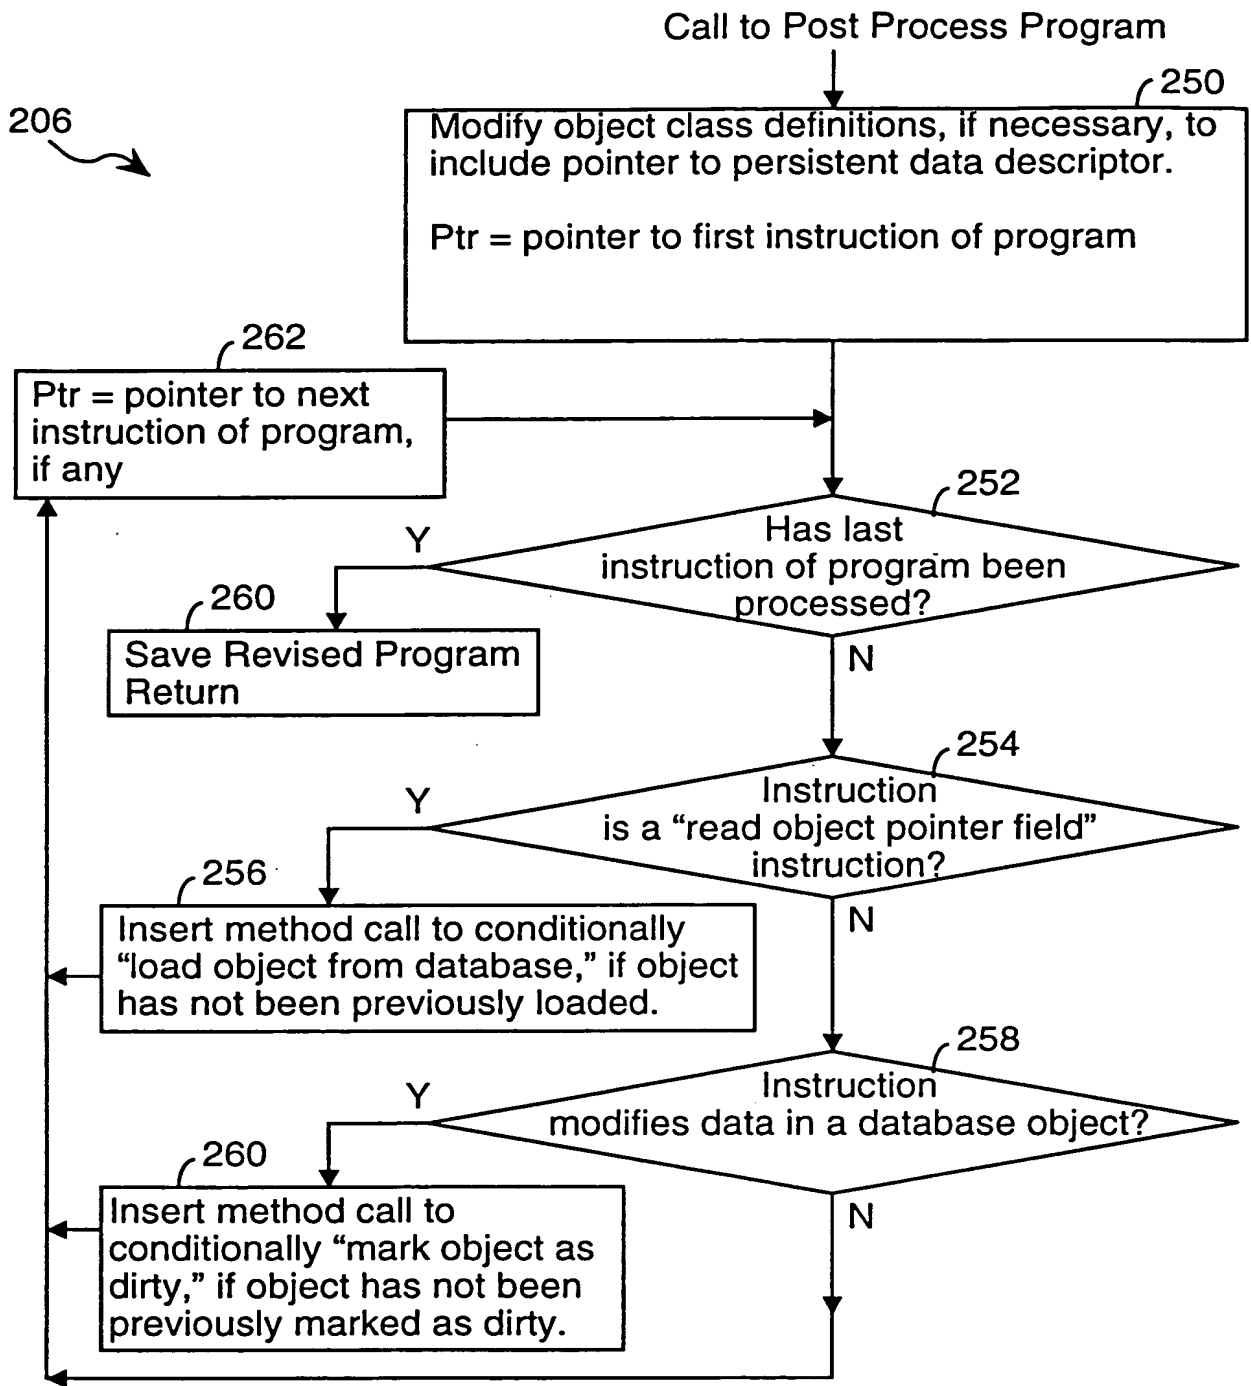 Call to Post Process Program
250
206
Modify object class definitions, if necessary, to
include pointer to persistent data descriptor.
Ptr = pointer to first instruction of program
262
Ptr = pointer to next
instruction of program,
if any
252
Has last
instruction of program been
processed?
Y
N
260
Save Revised Program
Return
254
Instruction
is a “read object pointer field”
instruction?
Y
N
256
Insert method call to conditionally
“load object from database,” if object
has not been previously loaded.
258
Instruction
modifies data in a database object?
Y
N
260
Insert method call to
conditionally “mark object as
dirty,” if object has not been
previously marked as dirty.